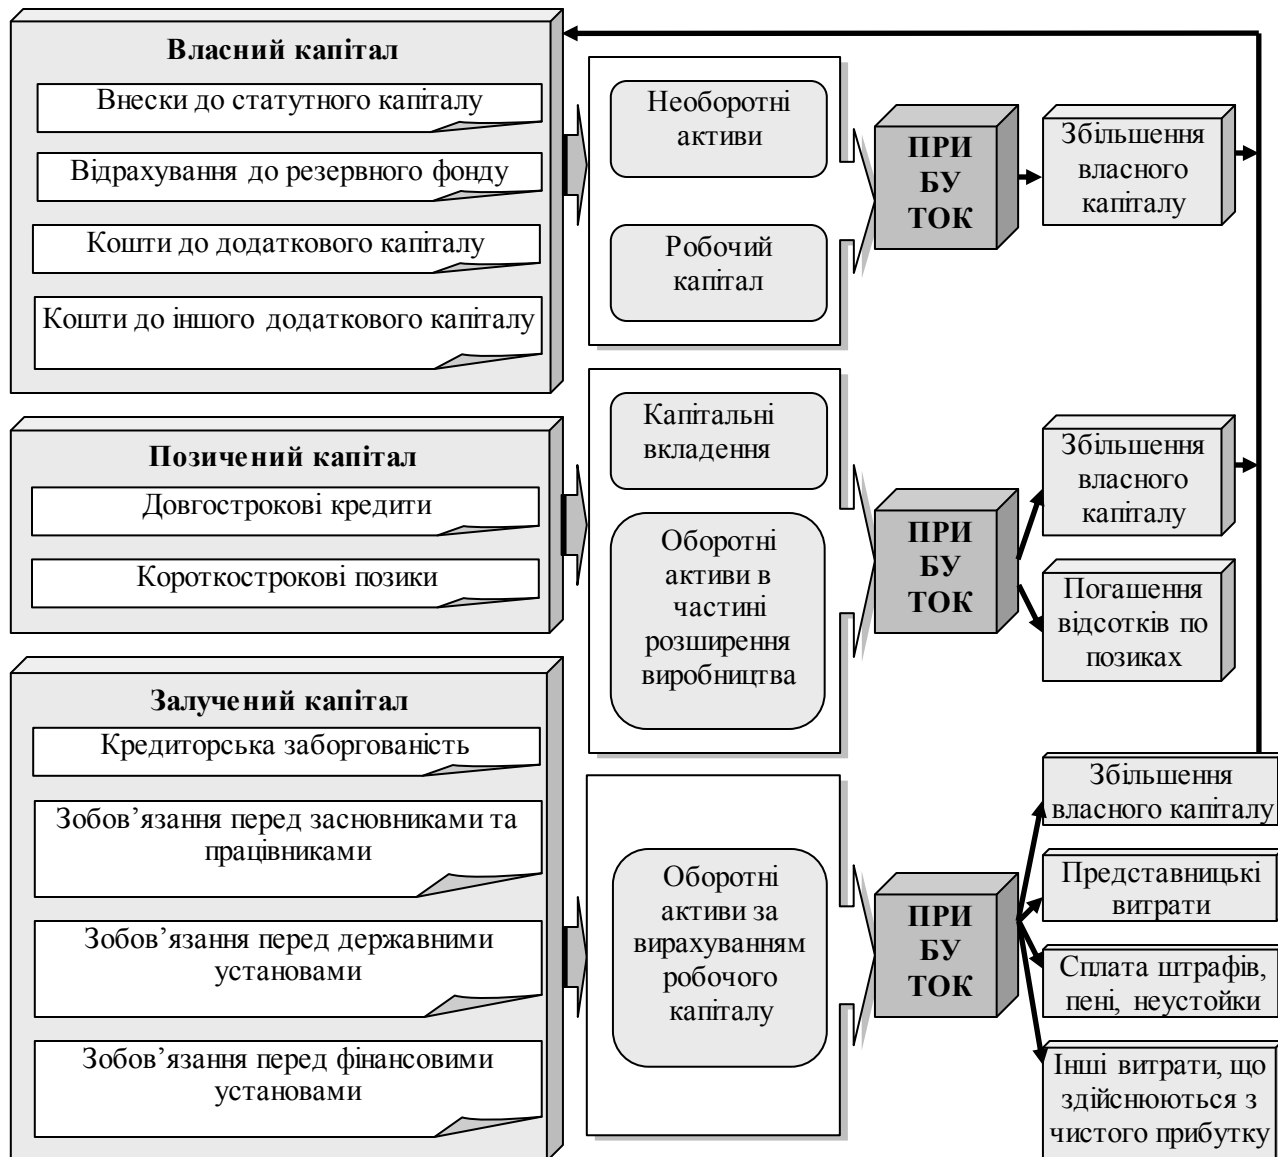 Власний капітал
Внески до статутного капіталу
Відрахування до резервного фонду
Кошти до додаткового капіталу
Кошти до іншого додаткового капіталу
Необоротні
активи
Робочий
капітал
ПРИ
БУ
ТОК
Збільшення
власного
капіталу
Позичений капітал
Довгострокові кредити
Короткострокові позики
Капітальні
вкладення
Оборотні
активи в
частині
розширення
виробництва
ПРИ
БУ
ТОК
Збільшення
власного
капіталу
Погашення
відсотків по
позиках
Залучений капітал
Кредиторська заборгованість
Зобов’язання перед засновниками та
працівниками
Зобов’язання перед державними
установами
Зобов’язання перед фінансовими
установами
Оборотні
активи за
вирахуванням
робочого
капіталу
ПРИ
БУ
ТОК
Збільшення
власного капіталу
Представницькі
витрати
Сплата штрафів,
пені, неустойки
Інші витрати, що
здійснюються з
чистого прибутку